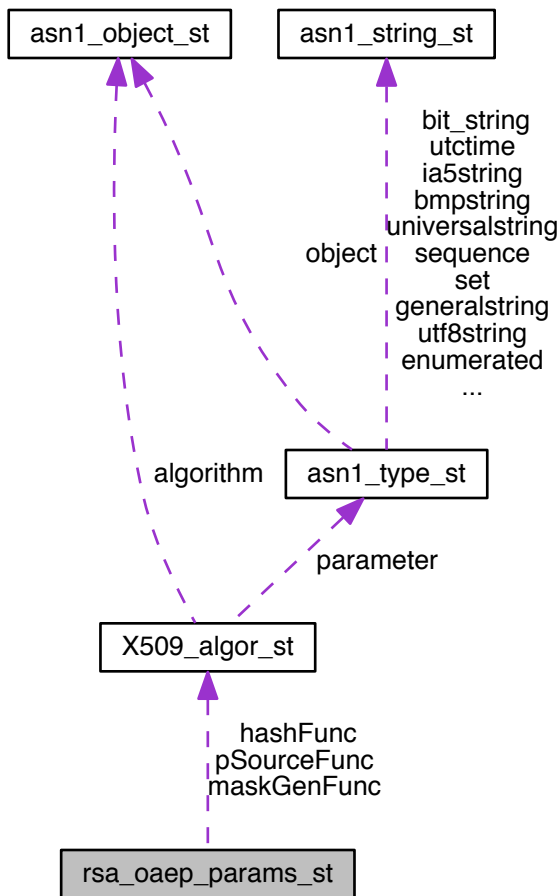 asn1_object_st
asn1_string_st
bit_string
utctime
ia5string
bmpstring
universalstring
object
sequence
set
generalstring
utf8string
enumerated
...
algorithm
asn1_type_st
parameter
X509_algor_st
hashFunc
pSourceFunc
maskGenFunc
rsa_oaep_params_st